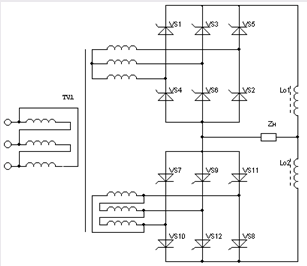 VS1 VS3 VS5
Lo1
TV1
VS4 VS6 VS2
Zн
Lo2
VS7 VS9 VS11
VS10 VS12 VS8